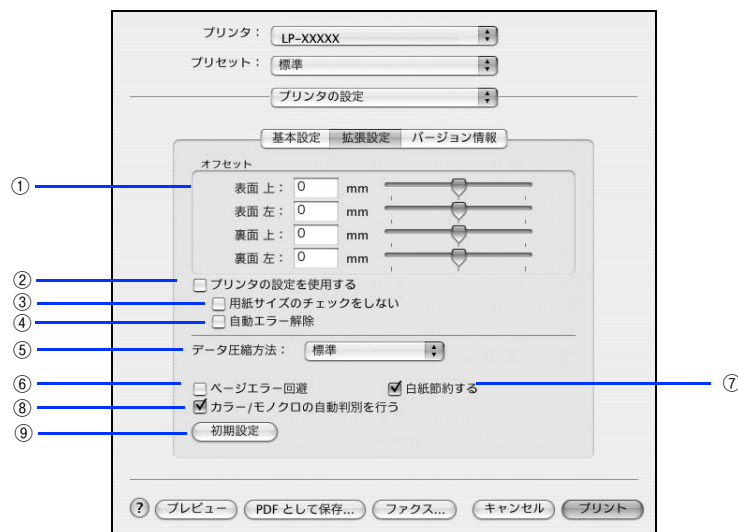 プリンタ： LP-XXXXX
プリセット： 標準
プリンタの設定
基本設定 拡張設定 バージョン情報
オフセット
① 表面 上： 0 mm
表面 左： 0 mm
裏面 上： 0 mm
裏面 左： 0 mm
② プリンタの設定を使用する
③ 用紙サイズのチェックをしない
④ 自動エラー解除
⑤ データ圧縮方法： 標準
⑥ ページエラー回避 白紙節約する ⑦
⑧ カラー/モノクロの自動判別を行う
⑨ 初期設定
? プレビュー PDF として保存... ファクス... キャンセル プリント